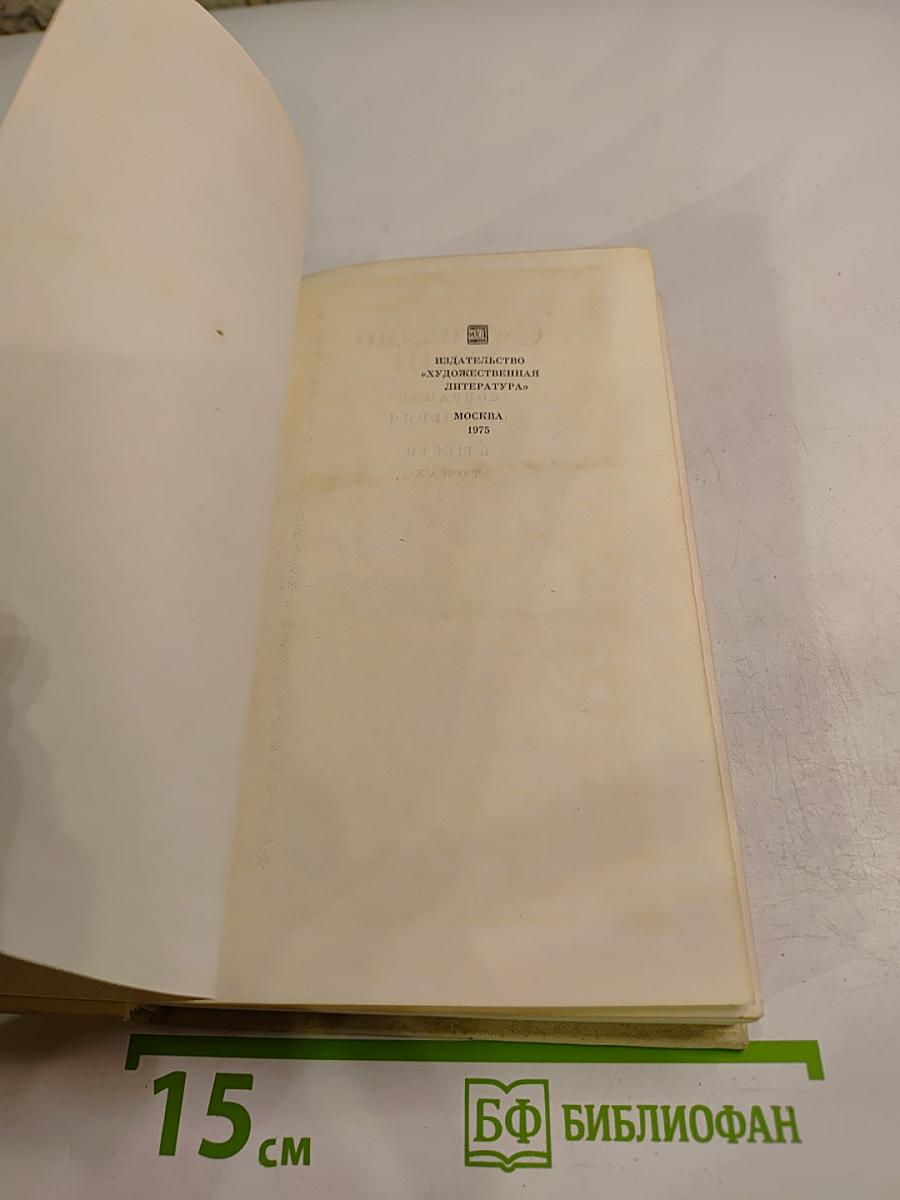 ИЗДАТЕЛЬСТВО
«ХУДОЖЕСТВЕННАЯ
ЛИТЕРАТУРА»
МОСКВА
1975
15 см
БФ БИБЛИОФАН